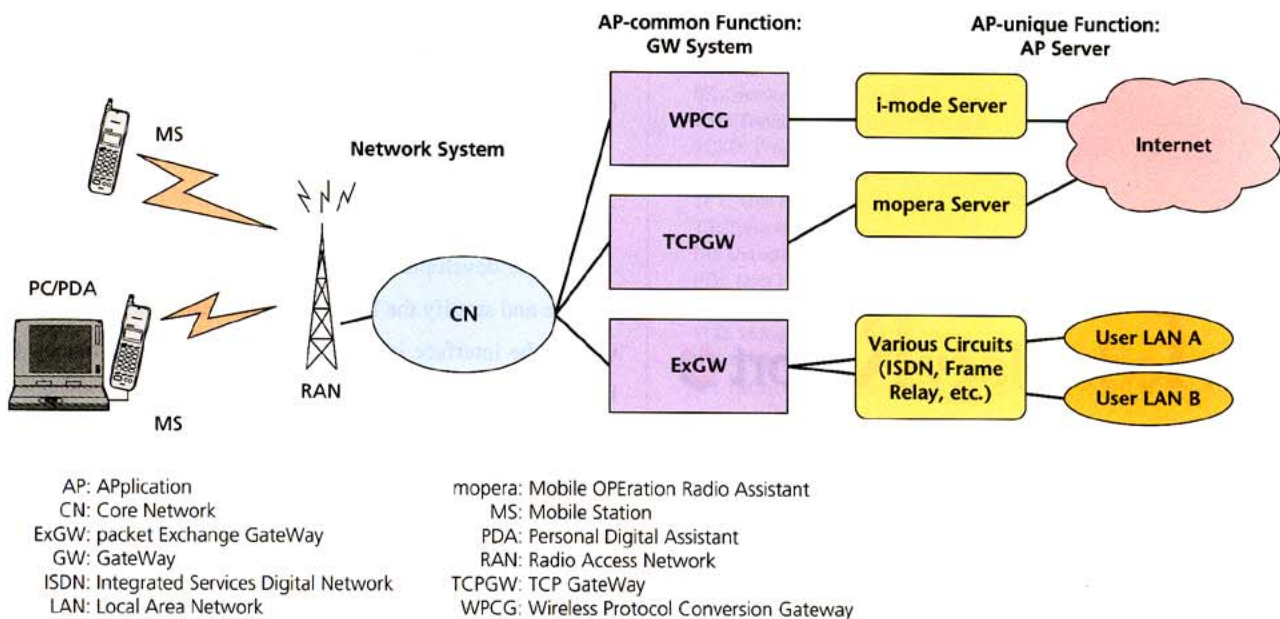 AP-common Function:
GW System
AP-unique Function:
AP Server
MS
Network System
WPCG
i-mode Server
Internet
TCPGW
mopera Server
PC/PDA
CN
ExGW
Various Circuits
(ISDN, Frame
Relay, etc.)
User LAN A
User LAN B
RAN
MS
AP: APplication
CN: Core Network
ExGW: packet Exchange GateWay
GW: GateWay
ISDN: Integrated Services Digital Network
LAN: Local Area Network
mopera: Mobile OPEration Radio Assistant
MS: Mobile Station
PDA: Personal Digital Assistant
RAN: Radio Access Network
TCPGW: TCP GateWay
WPCG: Wireless Protocol Conversion Gateway